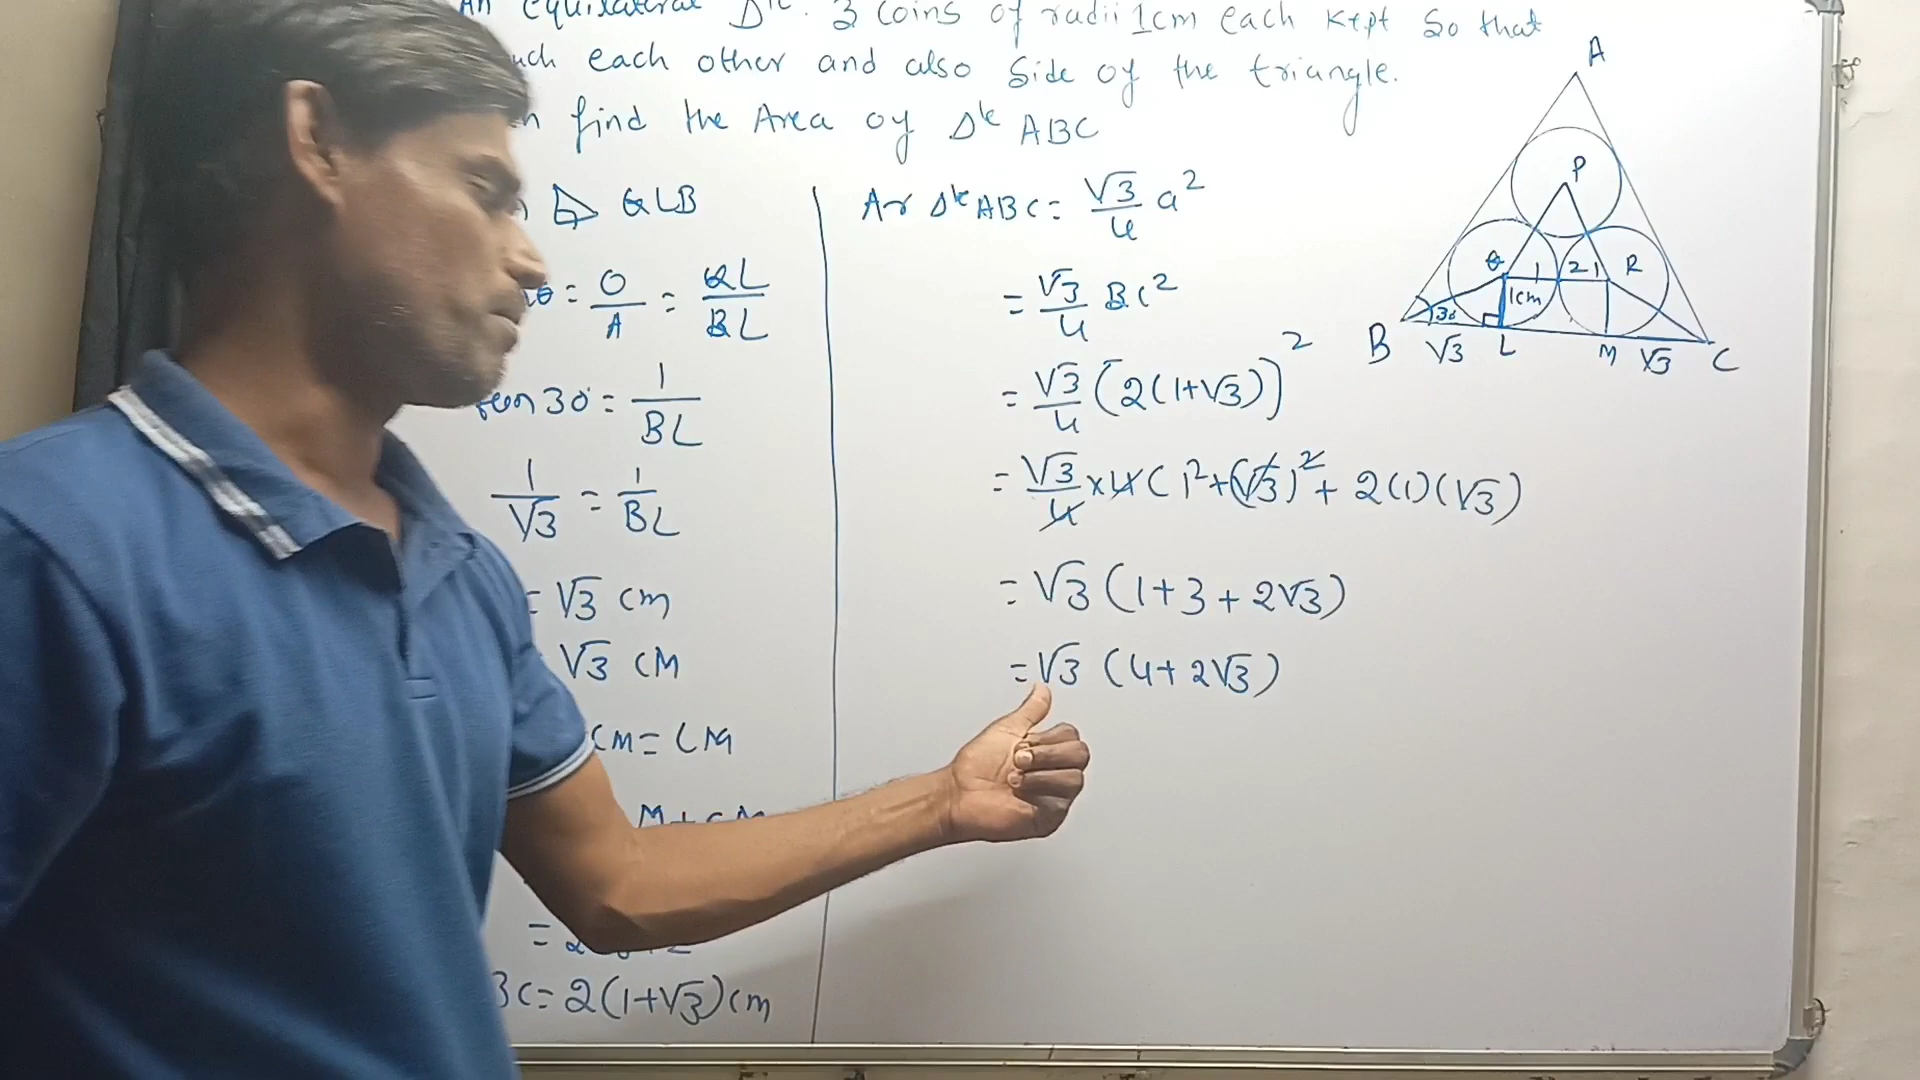 An equilateral Δle. 3 coins of radii 1cm each kept so that
each other and also side of the triangle.
find the Area of Δle ABC
QLB
θ = O/A = QL/BL
tan 30 = 1/BL
1/√3 = 1/BL
= √3 cm
√3 CM
CM = CM
M + CM
= 2
BC = 2(1+√3) cm
Ar Δle ABC = √3/4 a²
= √3/4 BC²
= √3/4 (2(1+√3))²
= √3/4 × 4 (1² + (√3)² + 2(1)(√3)
= √3 (1+3+2√3)
= √3 (4+2√3)
A
P
Q 1 2 1 R
1cm
30
B √3 L M √3 C